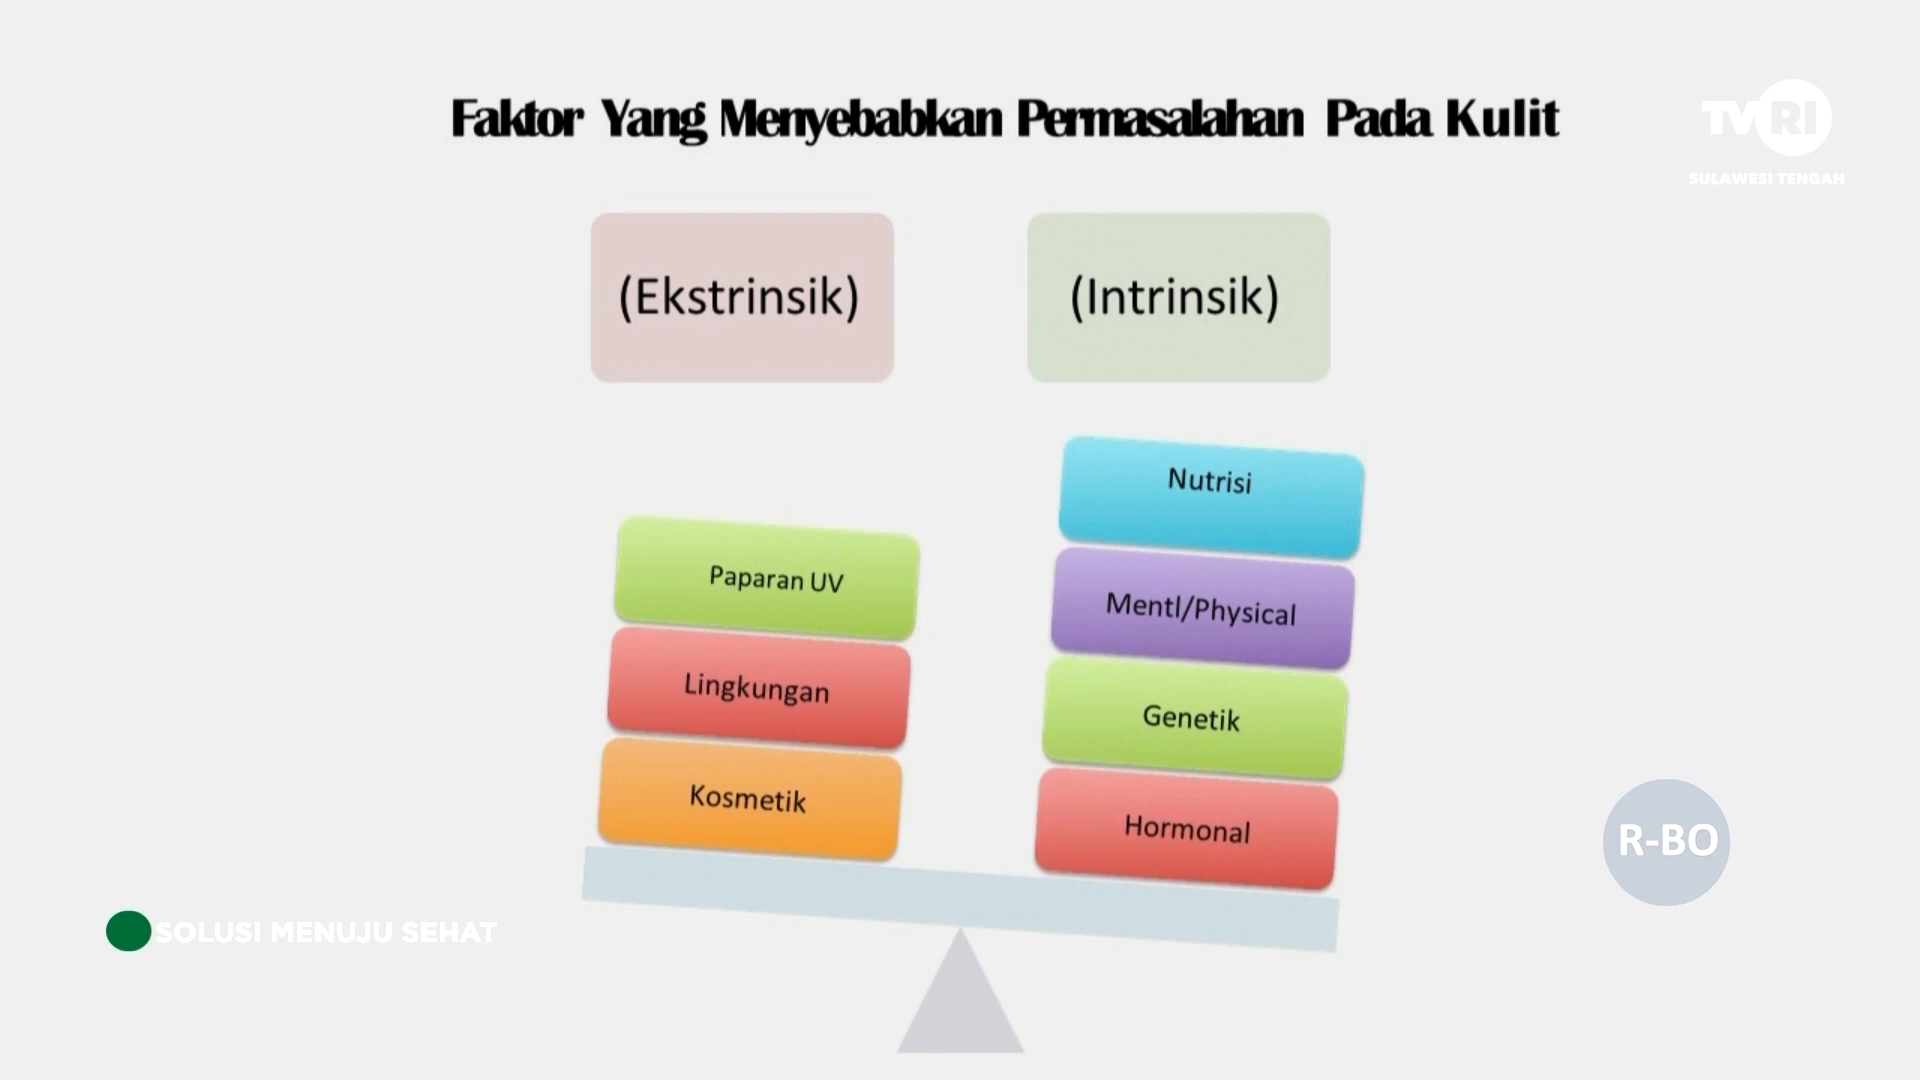 Faktor Yang Menyebabkan Permasalahan Pada Kulit
TVRI
SULAWESI TENGAH
(Ekstrinsik)
(Intrinsik)
Paparan UV
Lingkungan
Kosmetik
Nutrisi
Mentl/Physical
Genetik
Hormonal
R-BO
SOLUSI MENUJU SEHAT